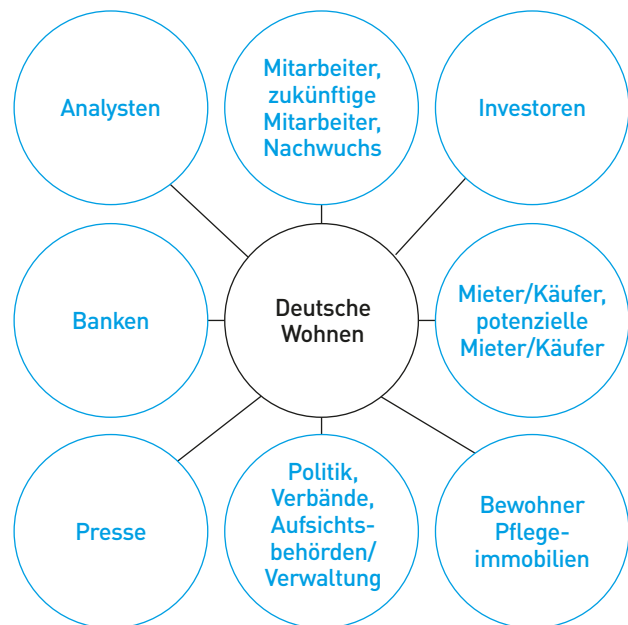 Analysten
Mitarbeiter,
zukünftige
Mitarbeiter,
Nachwuchs
Investoren
Banken
Deutsche
Wohnen
Mieter/Käufer,
potenzielle
Mieter/Käufer
Presse
Politik,
Verbände,
Aufsichts-
behörden/
Verwaltung
Bewohner
Pflege-
immobilien